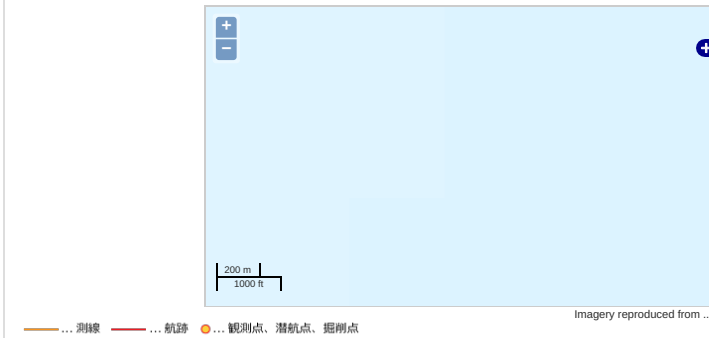 +
−
200 m
1000 ft
Imagery reproduced from ..
... 測線 ... 航跡 ... 観測点、潜航点、掘削点